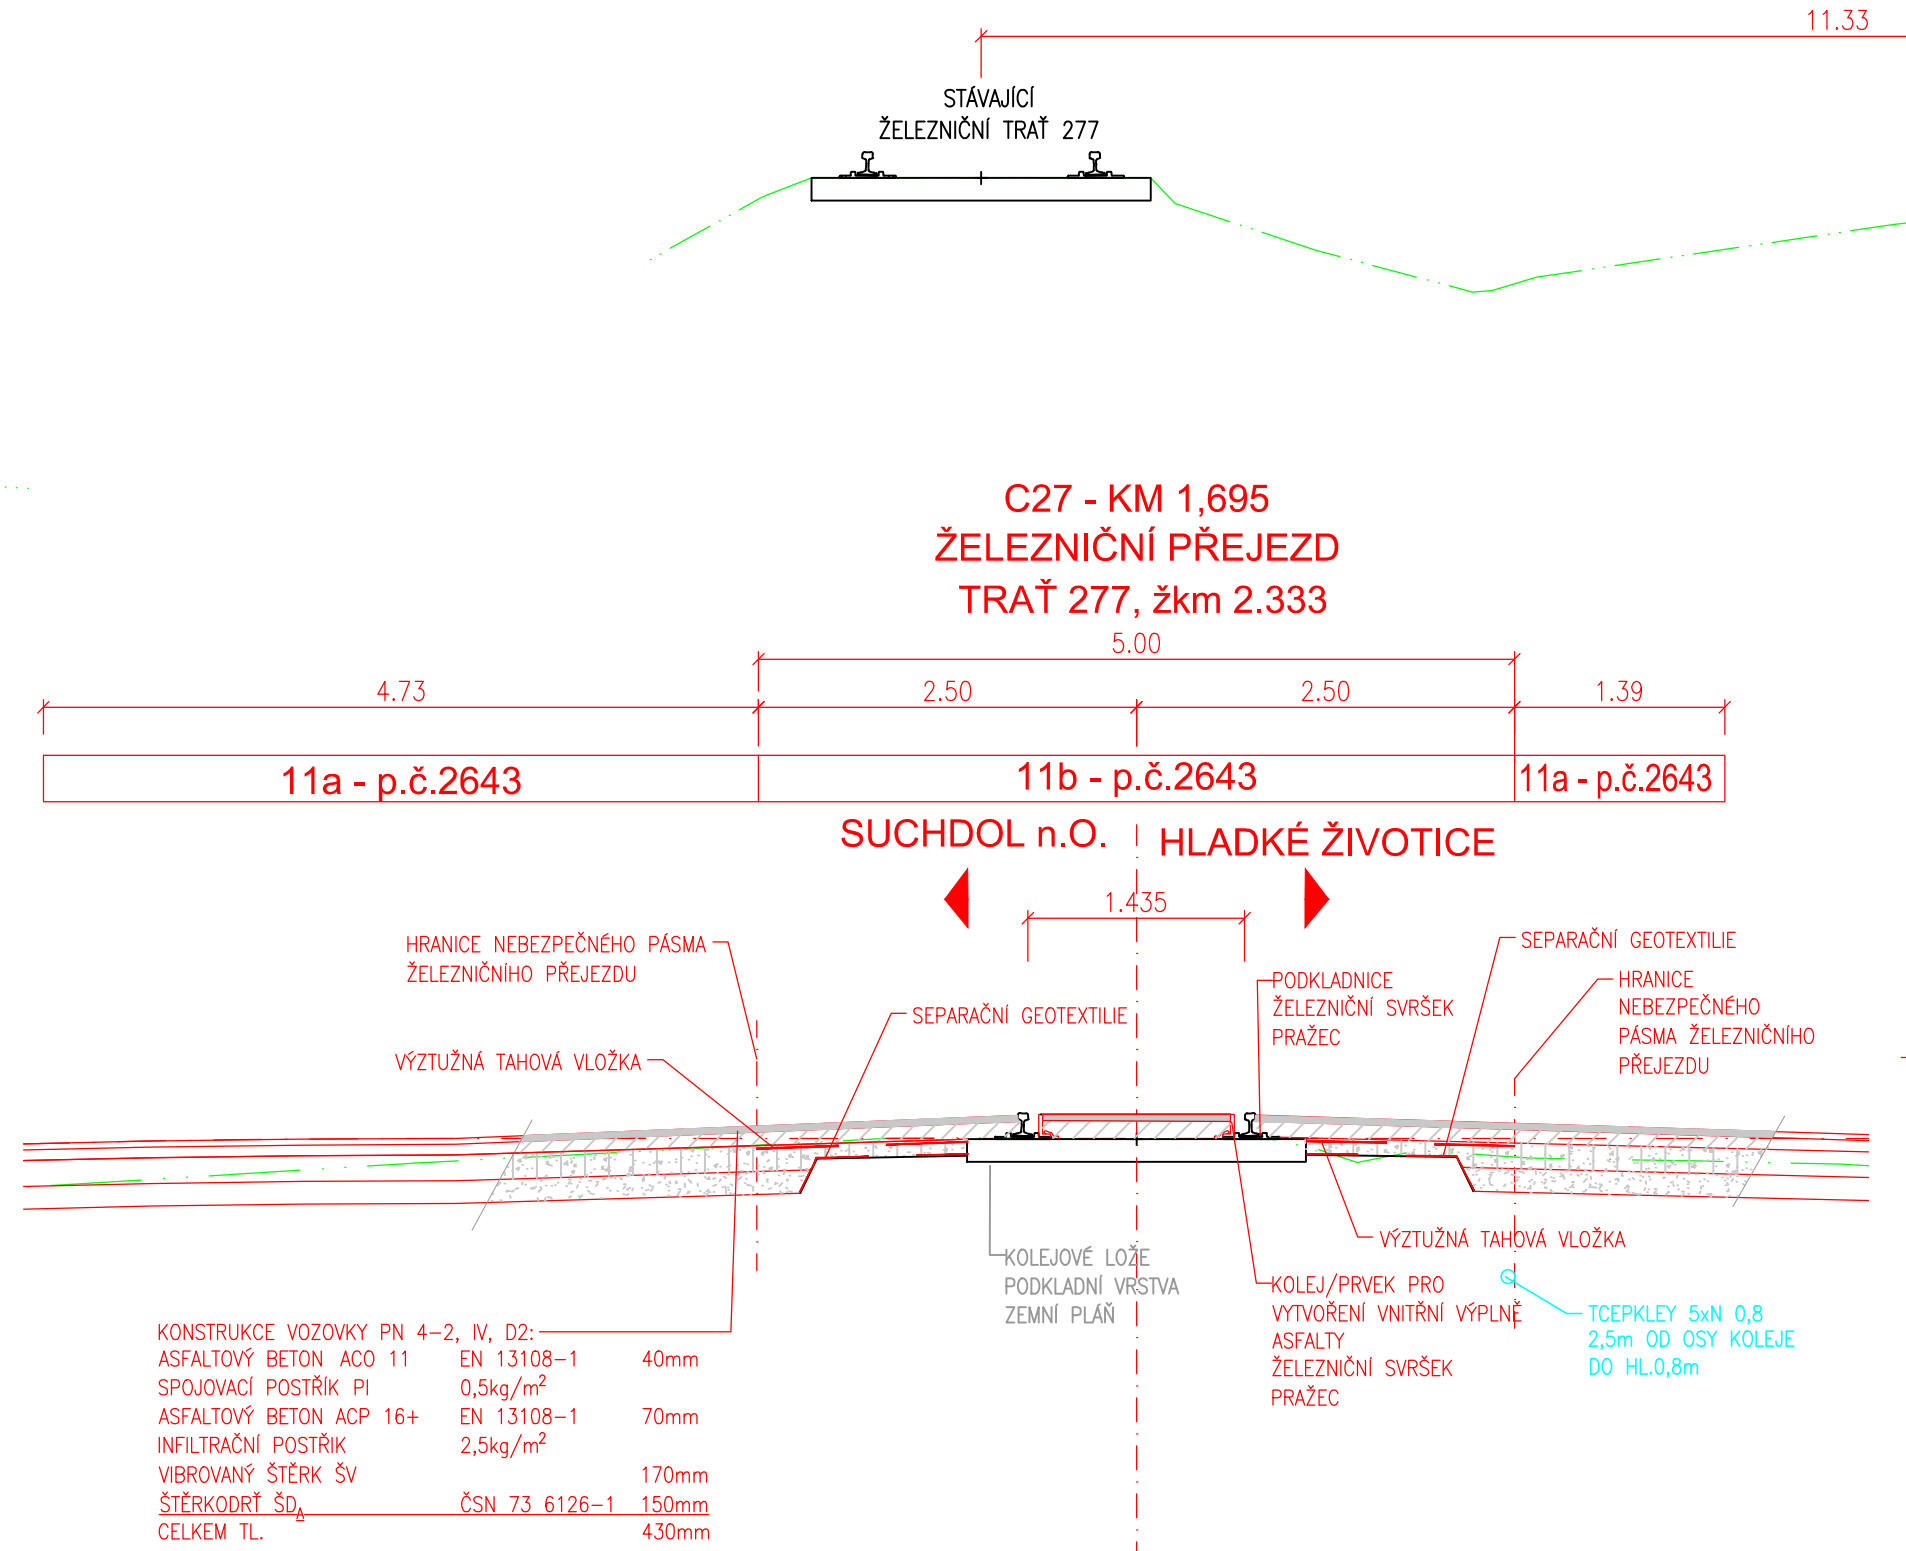 11.33
STÁVAJÍCÍ
ŽELEZNIČNÍ TRAŤ 277
C27 - KM 1,695
ŽELEZNIČNÍ PŘEJEZD
TRAŤ 277, žkm 2.333
5.00
4.73
2.50
2.50
1.39
11a - p.č.2643
11b - p.č.2643
11a - p.č.2643
SUCHDOL n.O.
HLADKÉ ŽIVOTICE
1.435
HRANICE NEBEZPEČNÉHO PÁSMA
ŽELEZNIČNÍHO PŘEJEZDU
SEPARAČNÍ GEOTEXTILIE
VÝZTUŽNÁ TAHOVÁ VLOŽKA
PODKLADNICE
ŽELEZNIČNÍ SVRŠEK
PRAŽEC
SEPARAČNÍ GEOTEXTILIE
HRANICE
NEBEZPEČNÉHO
PÁSMA ŽELEZNIČNÍHO
PŘEJEZDU
KOLEJOVÉ LOŽE
PODKLADNÍ VRSTVA
ZEMNÍ PLÁŇ
VÝZTUŽNÁ TAHOVÁ VLOŽKA
KOLEJ/PRVEK PRO
VYTVOŘENÍ VNITŘNÍ VÝPLNĚ
ASFALTY
ŽELEZNIČNÍ SVRŠEK
PRAŽEC
TCEPKLEY 5xN 0,8
2,5m OD OSY KOLEJE
DO HL.0,8m
KONSTRUKCE VOZOVKY PN 4-2, IV, D2:
ASFALTOVÝ BETON ACO 11 EN 13108-1 40mm
SPOJOVACÍ POSTŘÍK PI 0,5kg/m²
ASFALTOVÝ BETON ACP 16+ EN 13108-1 70mm
INFILTRAČNÍ POSTŘIK 2,5kg/m²
VIBROVANÝ ŠTĚRK ŠV 170mm
ŠTĚRKODRŤ ŠDA ČSN 73 6126-1 150mm
CELKEM TL. 430mm